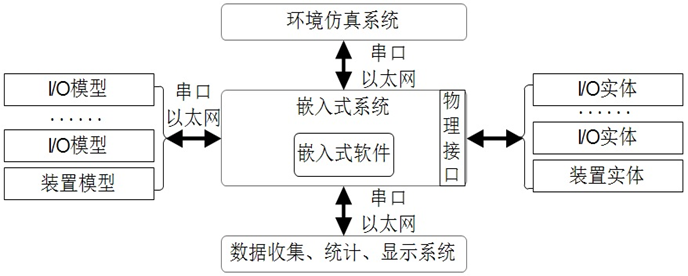 环境仿真系统
串口
以太网
I/O模型
......
I/O模型
装置模型
串口
以太网
嵌入式系统
嵌入式软件
物理接口
I/O实体
......
I/O实体
装置实体
串口
以太网
数据收集、统计、显示系统